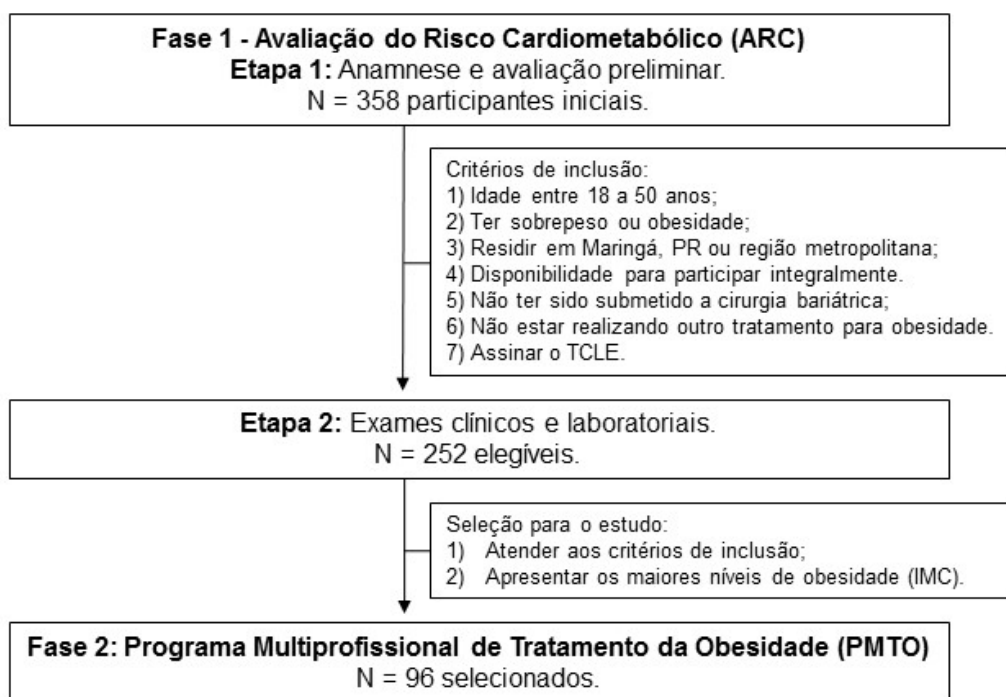 Fase 1 - Avaliação do Risco Cardiometabólico (ARC)
Etapa 1: Anamnese e avaliação preliminar.
N = 358 participantes iniciais.
Critérios de inclusão:
1) Idade entre 18 a 50 anos;
2) Ter sobrepeso ou obesidade;
3) Residir em Maringá, PR ou região metropolitana;
4) Disponibilidade para participar integralmente.
5) Não ter sido submetido a cirurgia bariátrica;
6) Não estar realizando outro tratamento para obesidade.
7) Assinar o TCLE.
Etapa 2: Exames clínicos e laboratoriais.
N = 252 elegíveis.
Seleção para o estudo:
1) Atender aos critérios de inclusão;
2) Apresentar os maiores níveis de obesidade (IMC).
Fase 2: Programa Multiprofissional de Tratamento da Obesidade (PMTO)
N = 96 selecionados.